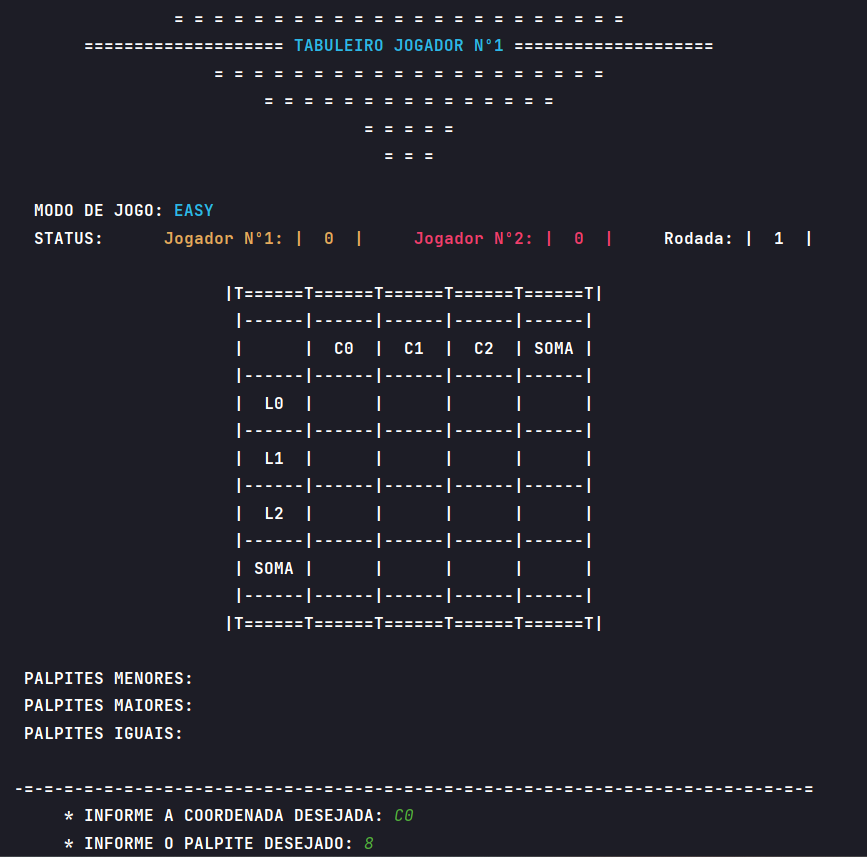 = = = = = = = = = = = = = = = = = = = = = = =
==================== TABULEIRO JOGADOR N°1 ====================
= = = = = = = = = = = = = = = = = = = =
= = = = = = = = = = = = = = =
= = = = =
= = =
MODO DE JOGO: EASY
STATUS: Jogador N°1: | 0 | Jogador N°2: | 0 | Rodada: | 1 |
|T======T======T======T======T======T|
|------|------|------|------|------|
|      |  C0  |  C1  |  C2  | SOMA |
|------|------|------|------|------|
|  L0  |      |      |      |      |
|------|------|------|------|------|
|  L1  |      |      |      |      |
|------|------|------|------|------|
|  L2  |      |      |      |      |
|------|------|------|------|------|
| SOMA |      |      |      |      |
|------|------|------|------|------|
|T======T======T======T======T======T|
PALPITES MENORES:
PALPITES MAIORES:
PALPITES IGUAIS:
-=-=-=-=-=-=-=-=-=-=-=-=-=-=-=-=-=-=-=-=-=-=-=-=-=-=-=-=-=-=-=-=-=-=-=-=-=-=-=-=
* INFORME A COORDENADA DESEJADA: C0
* INFORME O PALPITE DESEJADO: 8